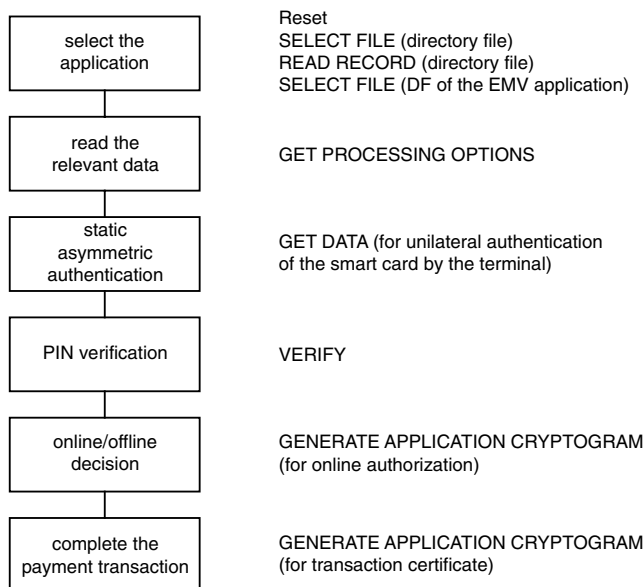 select the
application
Reset
SELECT FILE (directory file)
READ RECORD (directory file)
SELECT FILE (DF of the EMV application)
read the
relevant data
GET PROCESSING OPTIONS
static
asymmetric
authentication
GET DATA (for unilateral authentication
of the smart card by the terminal)
PIN verification
VERIFY
online/offline
decision
GENERATE APPLICATION CRYPTOGRAM
(for online authorization)
complete the
payment transaction
GENERATE APPLICATION CRYPTOGRAM
(for transaction certificate)